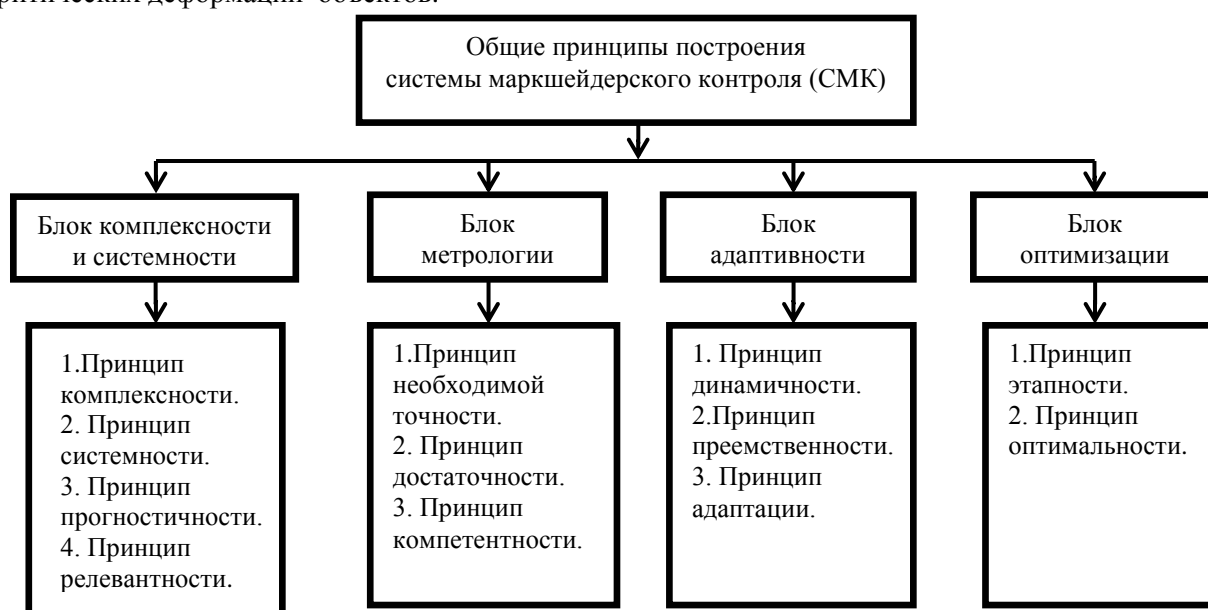 деформаций объектов.
Общие принципы построения
системы маркшейдерского контроля (СМК)
Блок комплексности
и системности
Блок
метрологии
Блок
адаптивности
Блок
оптимизации
1.Принцип
комплексности.
2. Принцип
системности.
3. Принцип
прогностичности.
4. Принцип
релевантности.
1.Принцип
необходимой
точности.
2. Принцип
достаточности.
3. Принцип
компетентности.
1. Принцип
динамичности.
2.Принцип
преемственности.
3. Принцип
адаптации.
1.Принцип
этапности.
2. Принцип
оптимальности.